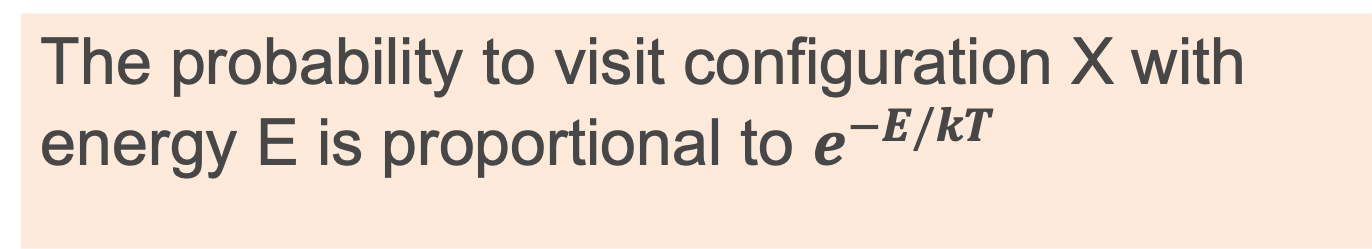 The probability to visit configuration X with
energy E is proportional to e^{−E/kT}